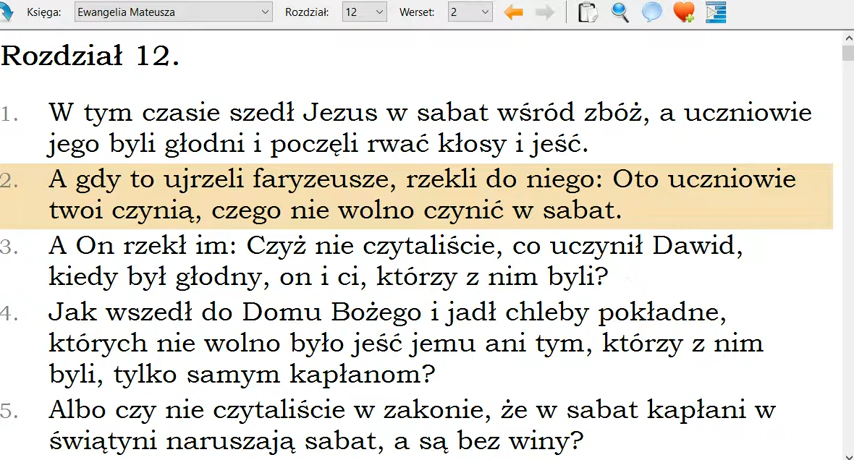 Księga: Ewangelia Mateusza Rozdział: 12 Werset: 2
Rozdział 12.
1. W tym czasie szedł Jezus w sabat wśród zbóż, a uczniowie
jego byli głodni i poczęli rwać kłosy i jeść.
2. A gdy to ujrzeli faryzeusze, rzekli do niego: Oto uczniowie
twoi czynią, czego nie wolno czynić w sabat.
3. A On rzekł im: Czyż nie czytaliście, co uczynił Dawid,
kiedy był głodny, on i ci, którzy z nim byli?
4. Jak wszedł do Domu Bożego i jadł chleby pokładne,
których nie wolno było jeść jemu ani tym, którzy z nim
byli, tylko samym kapłanom?
5. Albo czy nie czytaliście w zakonie, że w sabat kapłani w
świątyni naruszają sabat, a są bez winy?